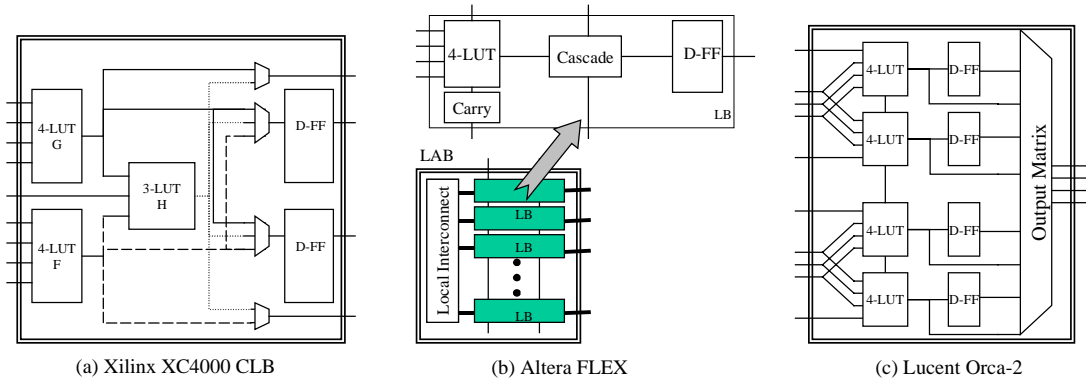 4-LUT
G
3-LUT
H
4-LUT
F
D-FF
D-FF
(a) Xilinx XC4000 CLB
4-LUT
Carry
Cascade
D-FF
LB
LAB
Local Interconnect
LB
LB
LB
(b) Altera FLEX
4-LUT
D-FF
4-LUT
D-FF
4-LUT
D-FF
4-LUT
D-FF
Output Matrix
(c) Lucent Orca-2